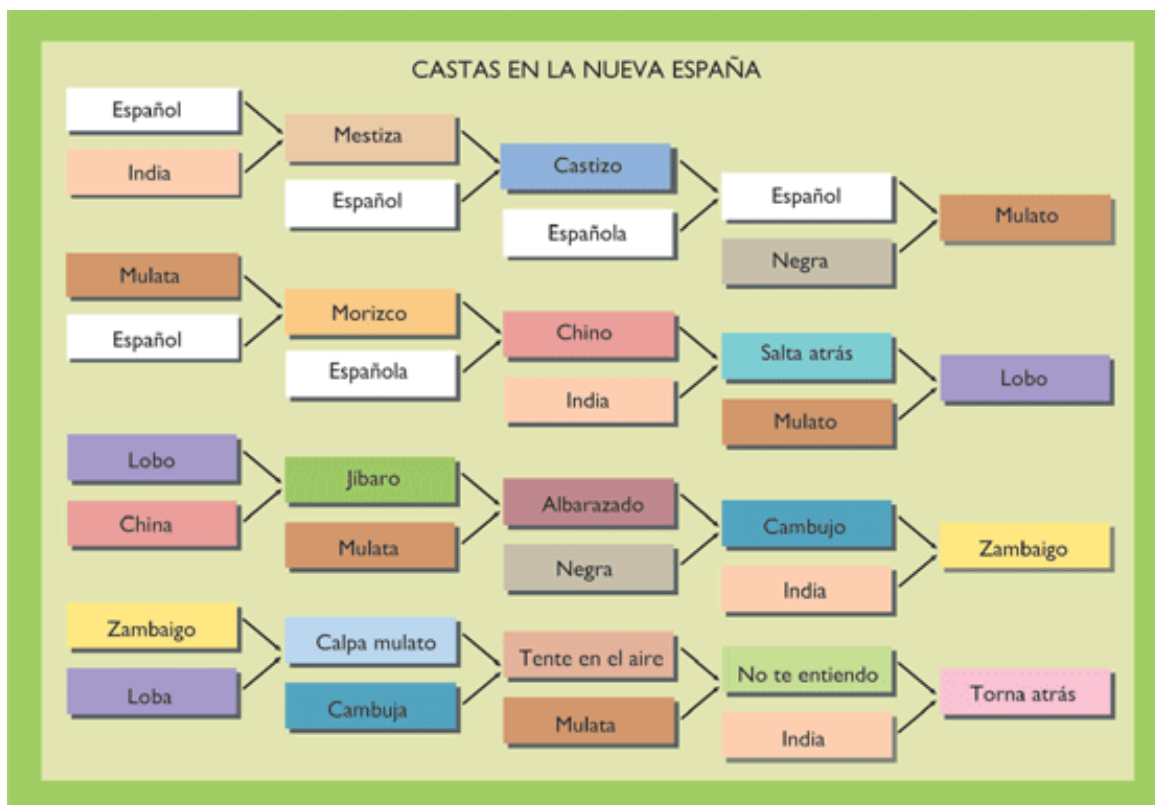 CASTAS EN LA NUEVA ESPAÑA
Español
India
Mestiza
Español
Castizo
Española
Español
Negra
Mulato
Mulata
Español
Morizco
Española
Chino
India
Salta atrás
Mulato
Lobo
Lobo
China
Jíbaro
Mulata
Albarazado
Negra
Cambujo
India
Zambaigo
Zambaigo
Loba
Calpa mulato
Cambuja
Tente en el aire
Mulata
No te entiendo
India
Torna atrás